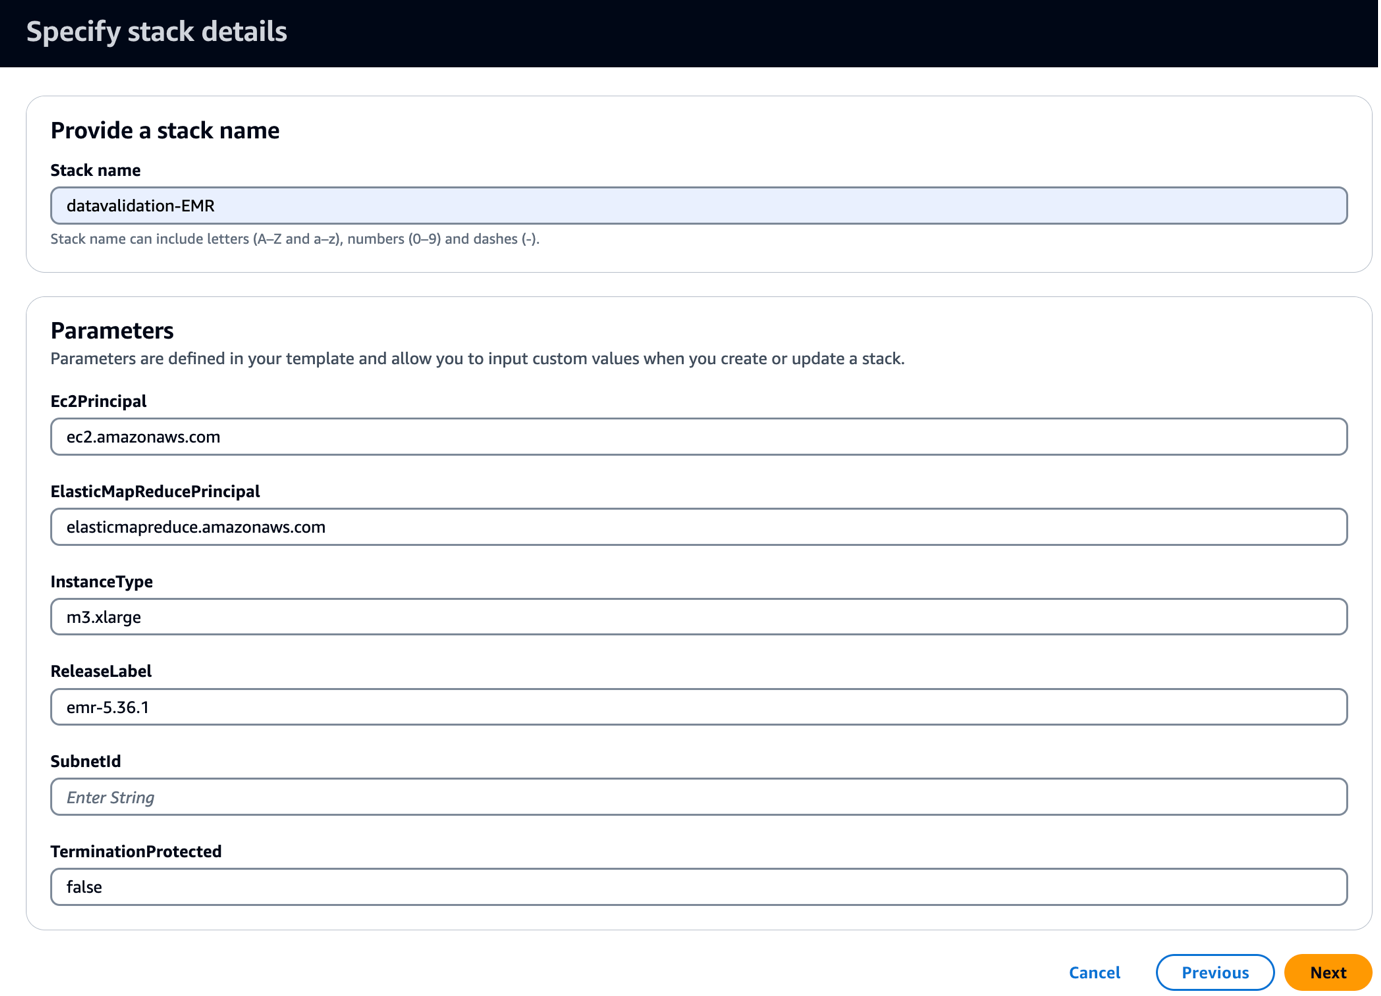 Specify stack details
Provide a stack name
Stack name
datavalidation-EMR
Stack name can include letters (A–Z and a–z), numbers (0–9) and dashes (-).
Parameters
Parameters are defined in your template and allow you to input custom values when you create or update a stack.
Ec2Principal
ec2.amazonaws.com
ElasticMapReducePrincipal
elasticmapreduce.amazonaws.com
InstanceType
m3.xlarge
ReleaseLabel
emr-5.36.1
SubnetId
Enter String
TerminationProtected
false
Cancel Previous Next